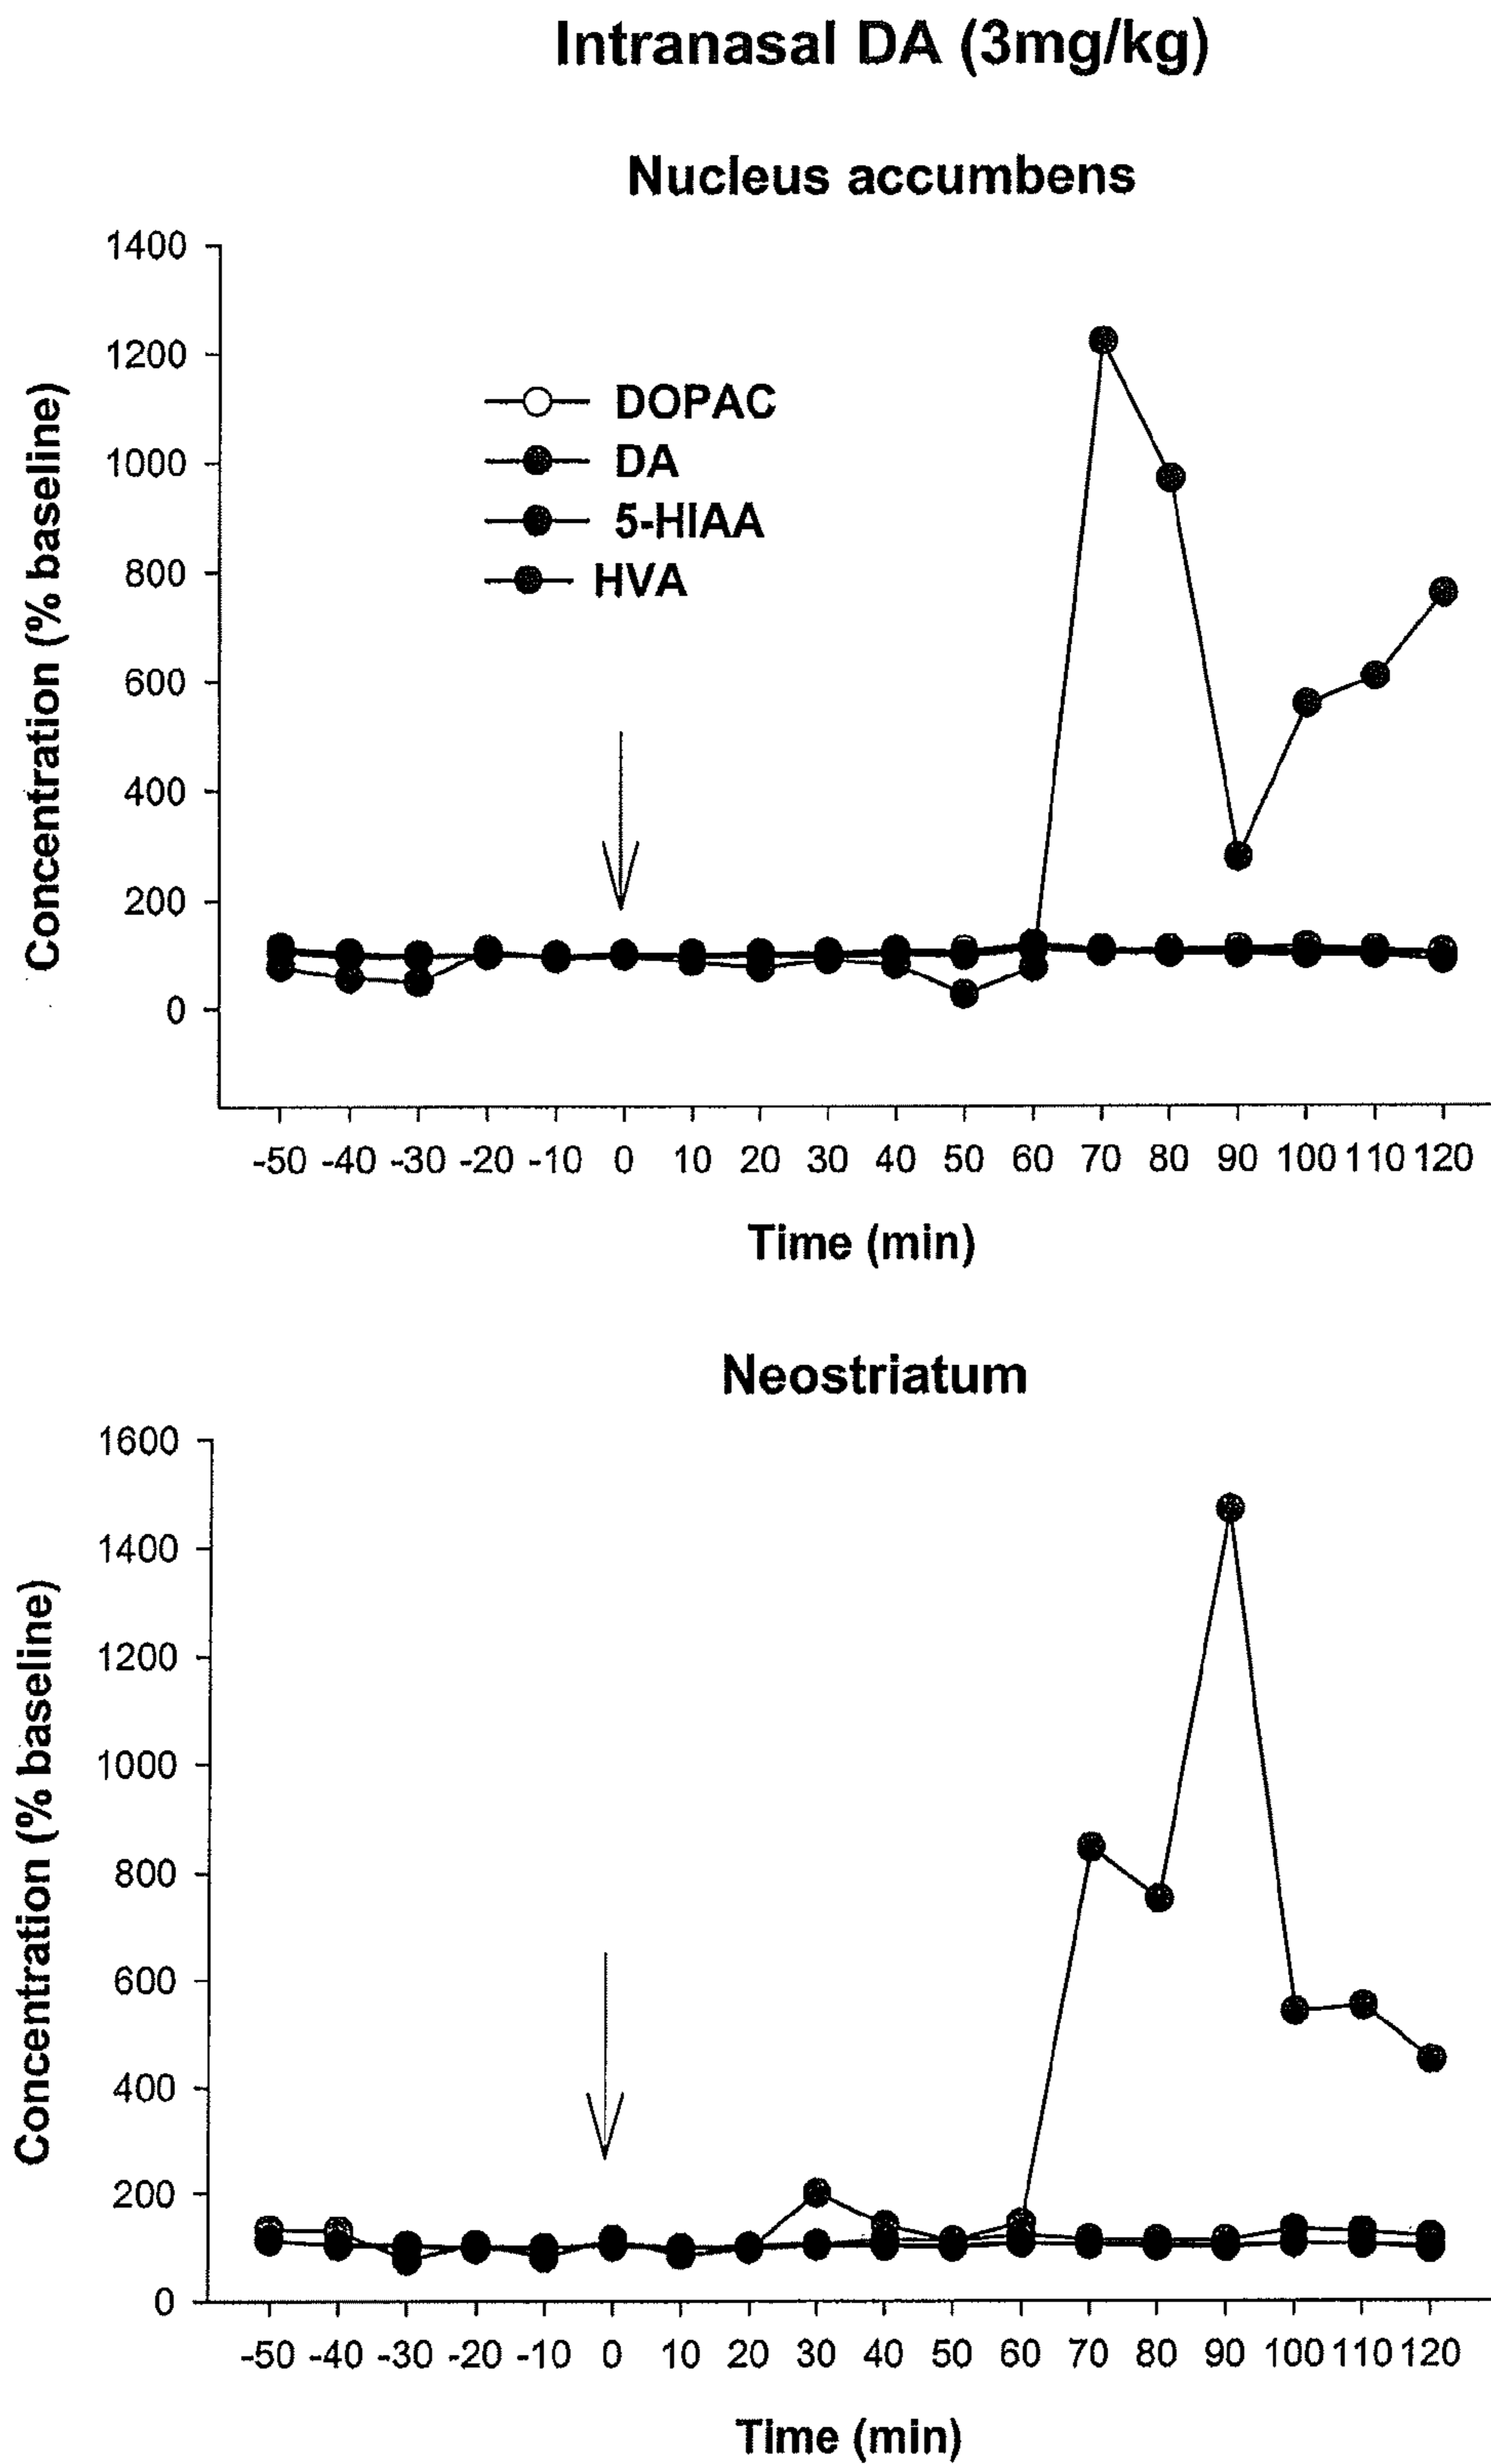 Intranasal DA (3mg/kg)
Nucleus accumbens
Concentration (% baseline)
1400
1200
1000
800
600
400
200
0
DOPAC
DA
5-HIAA
HVA
-50 -40 -30 -20 -10 0 10 20 30 40 50 60 70 80 90 100 110 120
Time (min)
Neostriatum
Concentration (% baseline)
1600
1400
1200
1000
800
600
400
200
0
-50 -40 -30 -20 -10 0 10 20 30 40 50 60 70 80 90 100 110 120
Time (min)